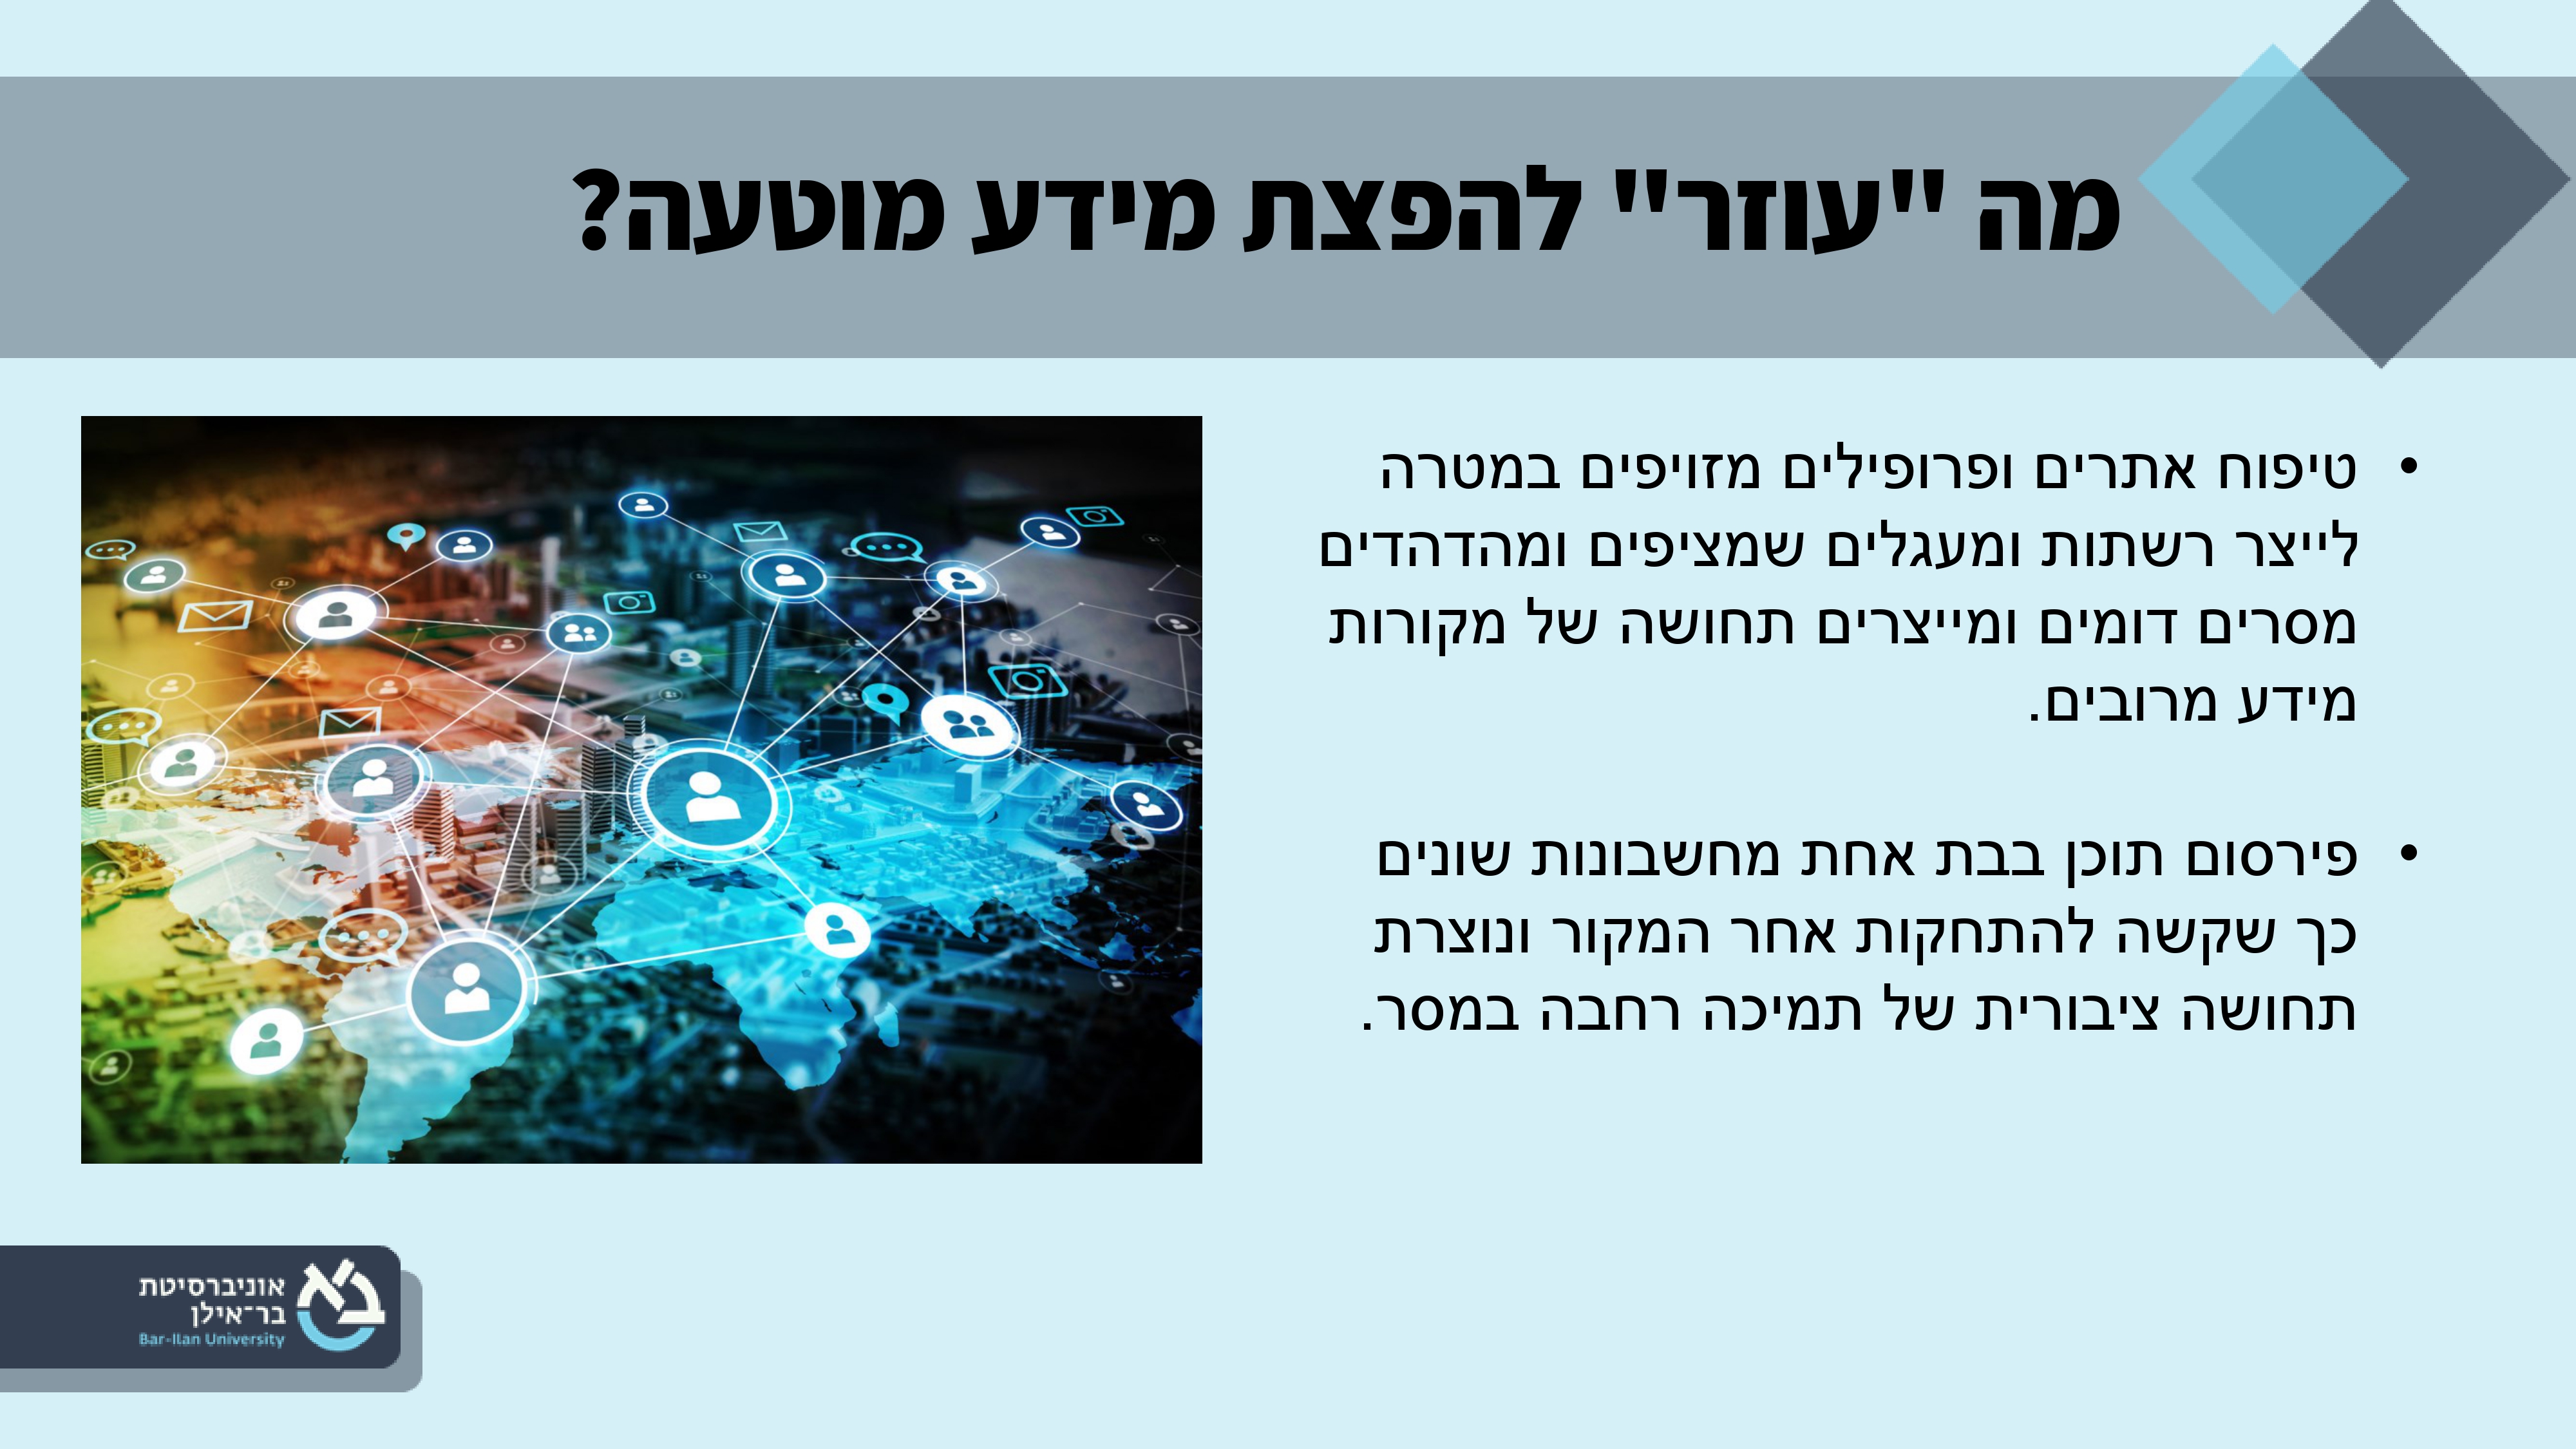 מה "עוזר" להפצת מידע מוטעה?
• טיפוח אתרים ופרופילים מזויפים במטרה
לייצר רשתות ומעגלים שמציפים ומהדהדים
מסרים דומים ומייצרים תחושה של מקורות
מידע מרובים.
• פירסום תוכן בבת אחת מחשבונות שונים
כך שקשה להתחקות אחר המקור ונוצרת
תחושה ציבורית של תמיכה רחבה במסר.
אוניברסיטת
בר־אילן
Bar-Ilan University